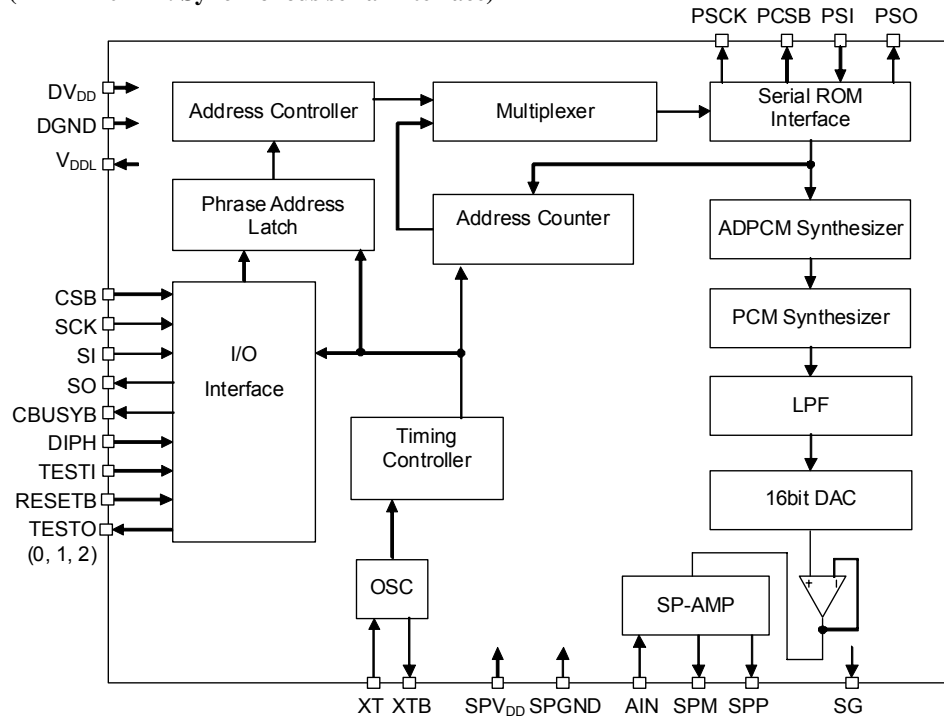 PSCK PCSB PSI PSO
DVDD
DGND
VDDL
Address Controller
Multiplexer
Serial ROM
Interface
Phrase Address
Latch
Address Counter
ADPCM Synthesizer
PCM Synthesizer
LPF
16bit DAC
CSB
SCK
SI
SO
CBUSYB
DIPH
TESTI
RESETB
TESTO
(0, 1, 2)
I/O
Interface
Timing
Controller
OSC
SP-AMP
+ -
XT XTB SPVDD SPGND AIN SPM SPP SG